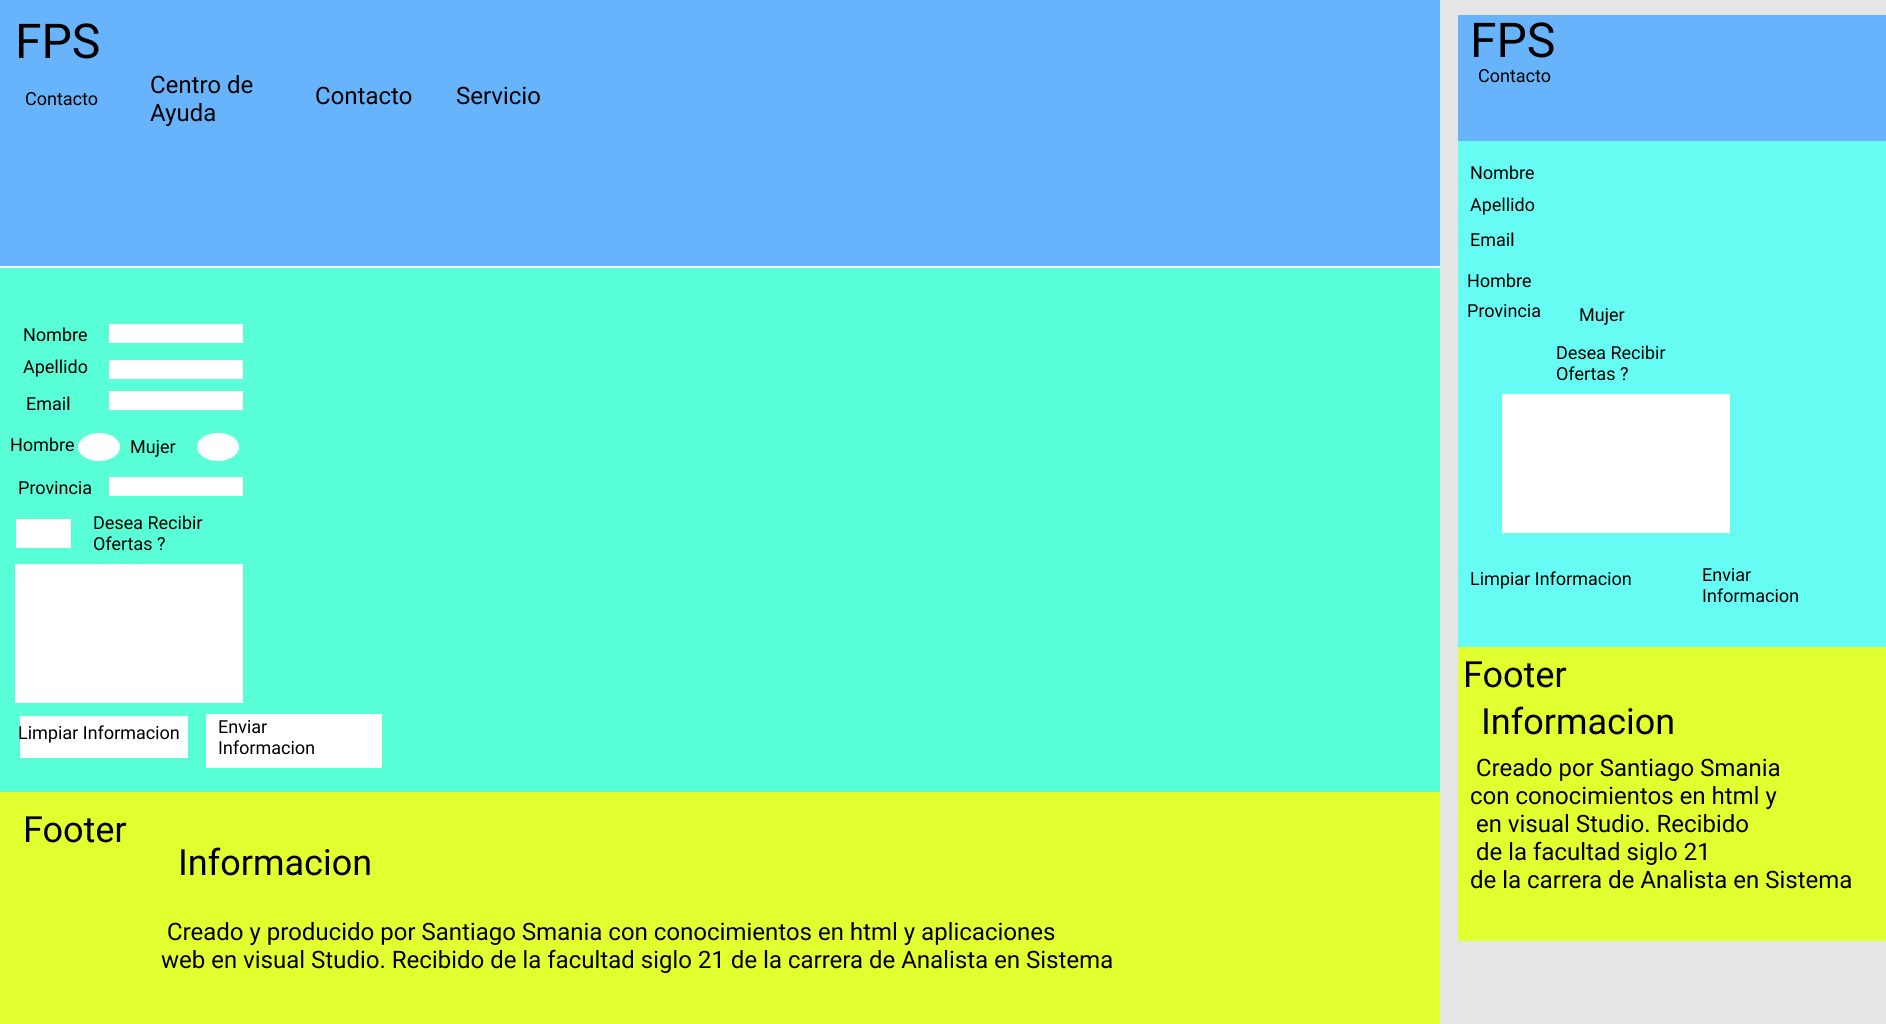 FPS
Contacto
Centro de
Ayuda
Contacto
Servicio
Nombre
Apellido
Email
Hombre
Mujer
Provincia
Desea Recibir
Ofertas ?
Limpiar Informacion
Enviar
Informacion
Footer
Informacion
Creado y producido por Santiago Smania con conocimientos en html y aplicaciones
web en visual Studio. Recibido de la facultad siglo 21 de la carrera de Analista en Sistema
FPS
Contacto
Nombre
Apellido
Email
Hombre
Provincia
Mujer
Desea Recibir
Ofertas ?
Limpiar Informacion
Enviar
Informacion
Footer
Informacion
Creado por Santiago Smania
con conocimientos en html y
en visual Studio. Recibido
de la facultad siglo 21
de la carrera de Analista en Sistema